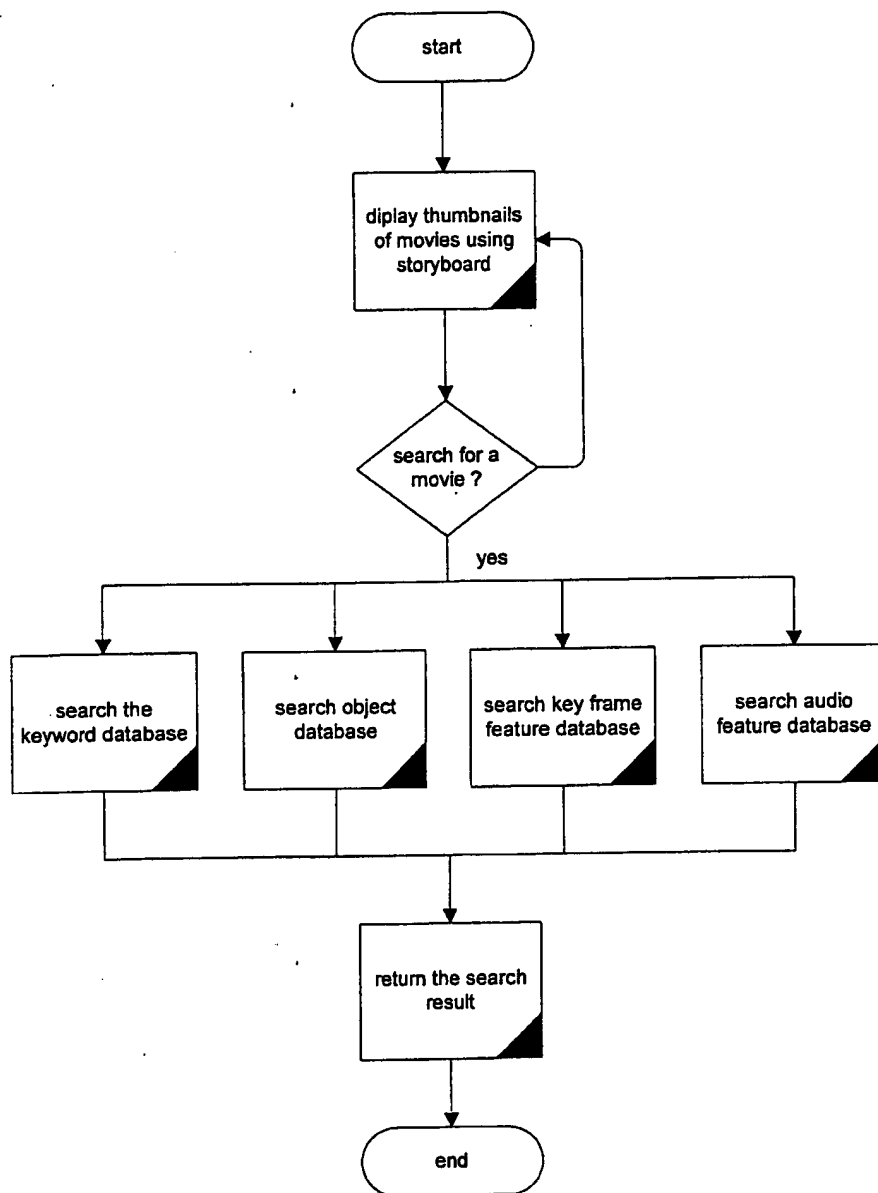 start
diplay thumbnails
of movies using
storyboard
search for a
movie ?
yes
search the
keyword database
search object
database
search key frame
feature database
search audio
feature database
return the search
result
end